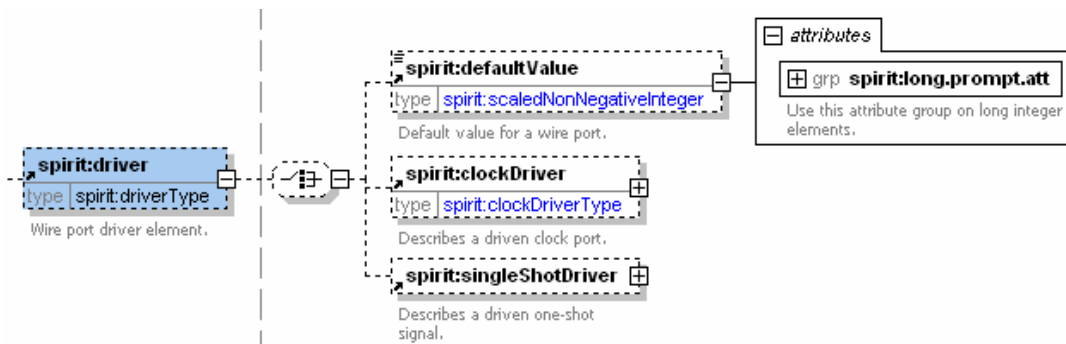 attributes
spirit:defaultValue
grp spirit:long.prompt.att
type spirit:scaledNonNegativeInteger
Use this attribute group on long integer
elements.
Default value for a wire port.
spirit:driver
type spirit:driverType
Wire port driver element.
spirit:clockDriver
type spirit:clockDriverType
Describes a driven clock port.
spirit:singleShotDriver
Describes a driven one-shot
signal.